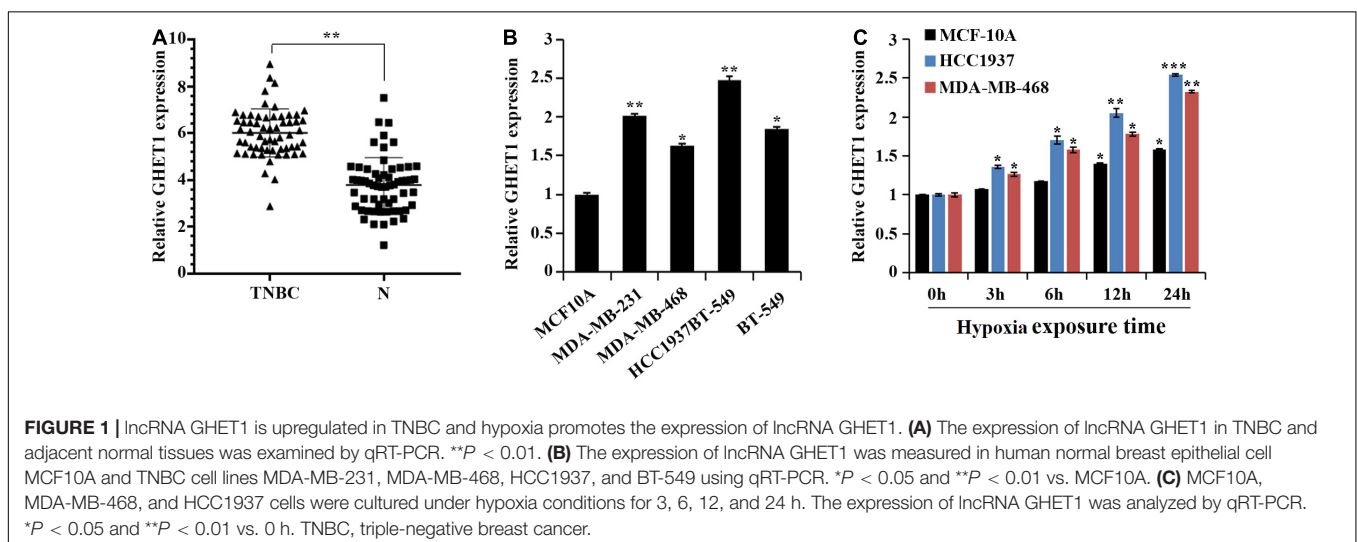 A
Relative GHET1 expression
10
8
6
4
2
0
**
TNBC
N
B
Relative GHET1 expression
3
2.5
2
1.5
1
0.5
0
**
*
**
*
MCF10A
MDA-MB-231
MDA-MB-468
HCC1937BT-549
BT-549
C
Relative GHET1 expression
3
2.5
2
1.5
1
0.5
0
MCF-10A
HCC1937
MDA-MB-468
*
*
*
*
*
**
*
*
***
**
0h
3h
6h
12h
24h
Hypoxia exposure time
FIGURE 1 | lncRNA GHET1 is upregulated in TNBC and hypoxia promotes the expression of lncRNA GHET1. (A) The expression of lncRNA GHET1 in TNBC and
adjacent normal tissues was examined by qRT-PCR. **P < 0.01. (B) The expression of lncRNA GHET1 was measured in human normal breast epithelial cell
MCF10A and TNBC cell lines MDA-MB-231, MDA-MB-468, HCC1937, and BT-549 using qRT-PCR. *P < 0.05 and **P < 0.01 vs. MCF10A. (C) MCF10A,
MDA-MB-468, and HCC1937 cells were cultured under hypoxia conditions for 3, 6, 12, and 24 h. The expression of lncRNA GHET1 was analyzed by qRT-PCR.
*P < 0.05 and **P < 0.01 vs. 0 h. TNBC, triple-negative breast cancer.